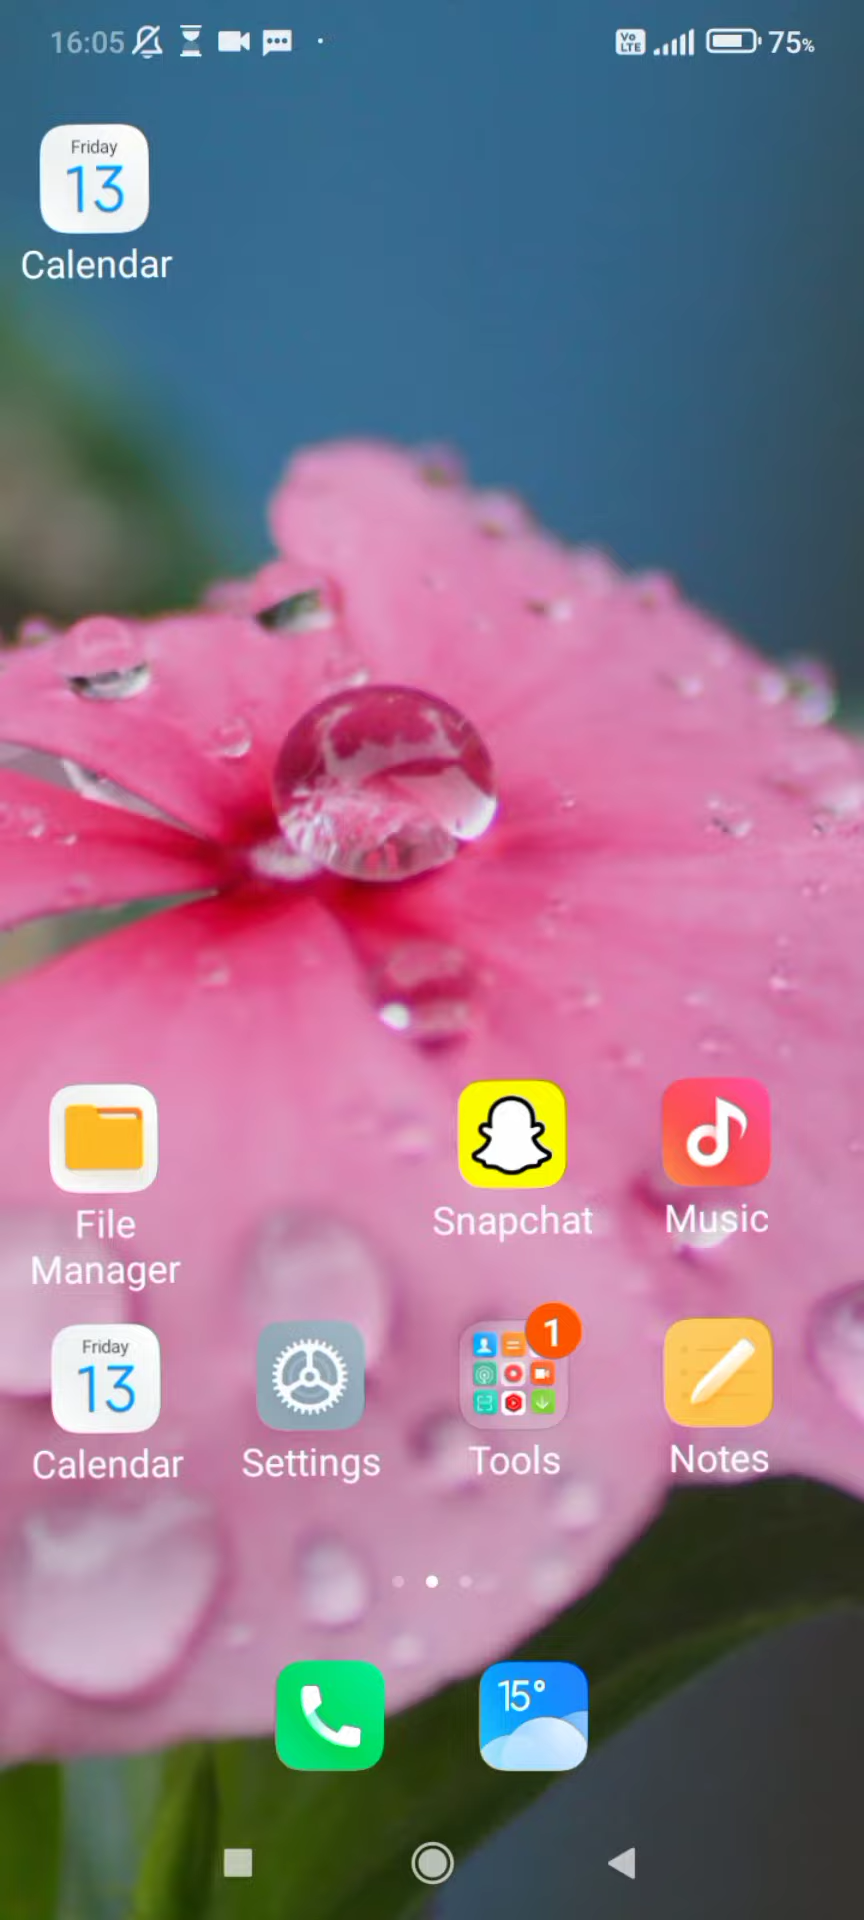 16:05
75%
Friday
13
Calendar
File
Manager
Snapchat
Music
Friday
13
Calendar
Settings
1
Tools
Notes
15°